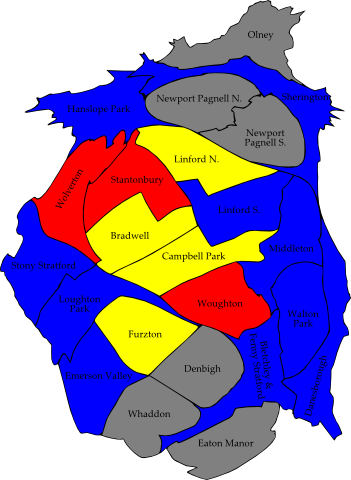 Olney
Hanslope Park
Newport Pagnell N.
Sherington
Newport
Pagnell S.
Linford N.
Wolverton
Stantonbury
Linford S.
Bradwell
Middleton
Campbell Park
Stony Stratford
Loughton
Park
Woughton
Walton
Park
Furzton
Denbigh
Emerson Valley
Bletchley &
Fenny Stratford
Danesborough
Whaddon
Eaton Manor